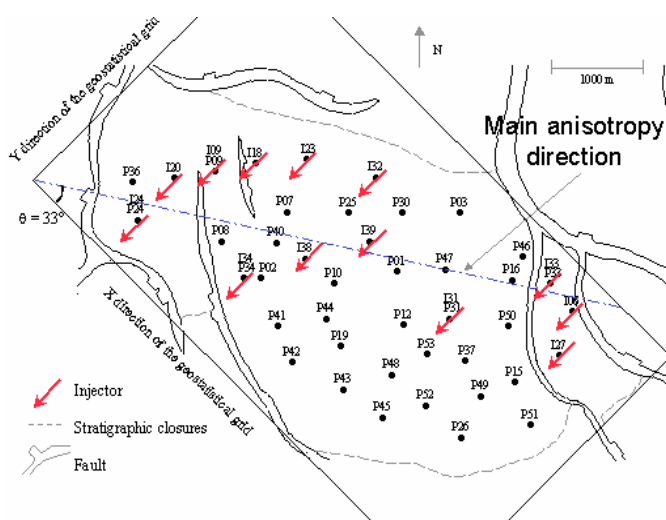 Y direction of the geostatistical grid
N
1000 m
Main anisotropy
direction
I09
P09
I18
I23
I20
P36
I32
I24
P24
P07
P25
P30
P03
θ = 33°
P08
P40
I39
I38
P46
I34
P34
P02
P10
P01
P47
P16
I33
I31
P31
P41
P44
P12
P50
P19
P53
P37
I27
P42
P43
P48
P15
P49
P52
P45
P26
P51
X direction of the geostatistical grid
Injector
Stratigraphic closures
Fault